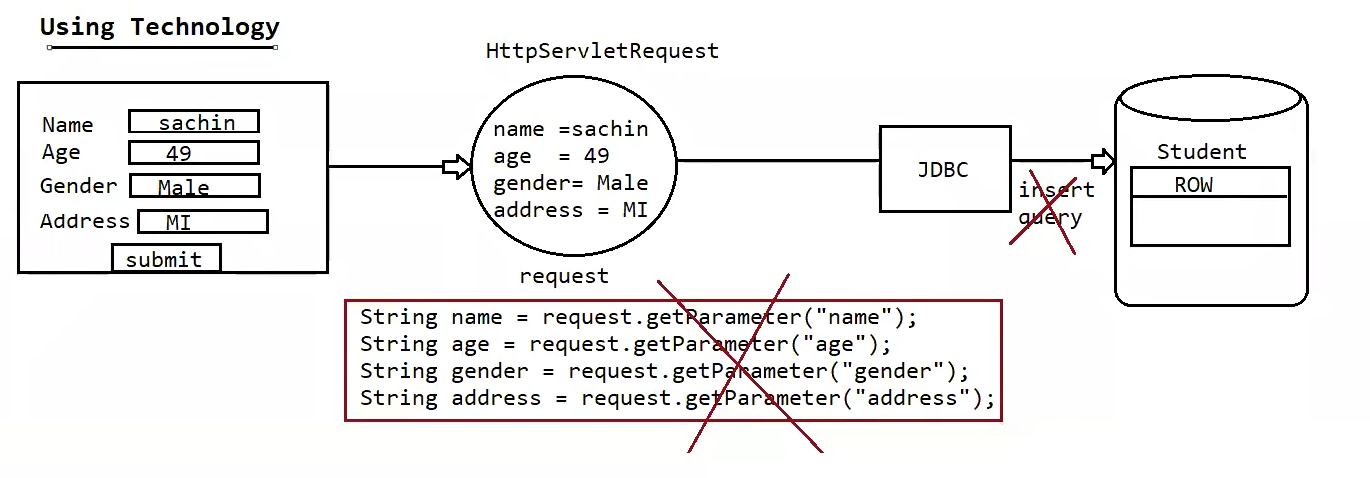 Using Technology
HttpServletRequest
Name sachin
Age 49
Gender Male
Address MI
submit
name =sachin
age = 49
gender= Male
address = MI
request
JDBC
insert
query
Student
ROW
String name = request.getParameter("name");
String age = request.getParameter("age");
String gender = request.getParameter("gender");
String address = request.getParameter("address");